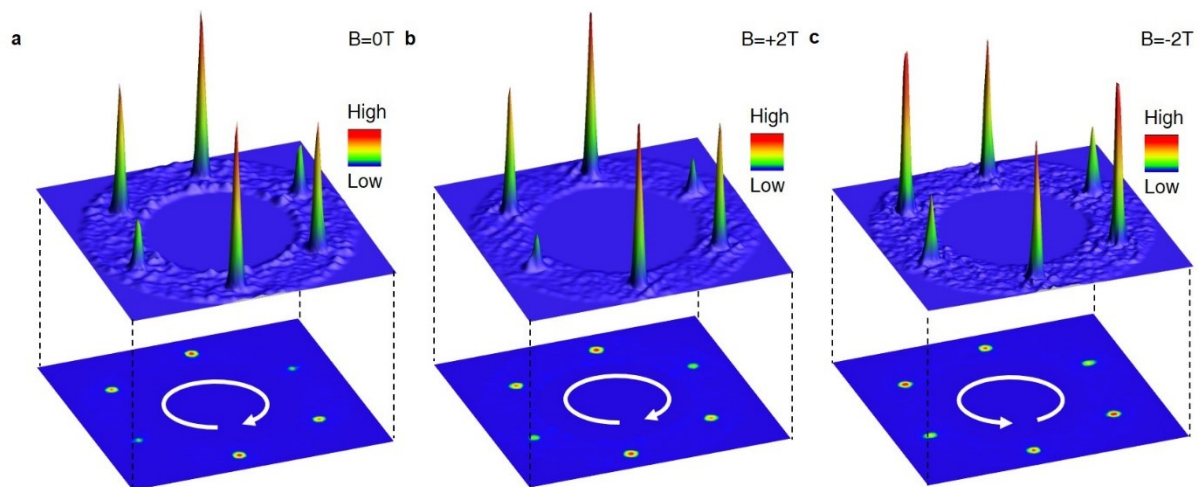 a
B=0T
High
Low
b
B=+2T
High
Low
c
B=-2T
High
Low